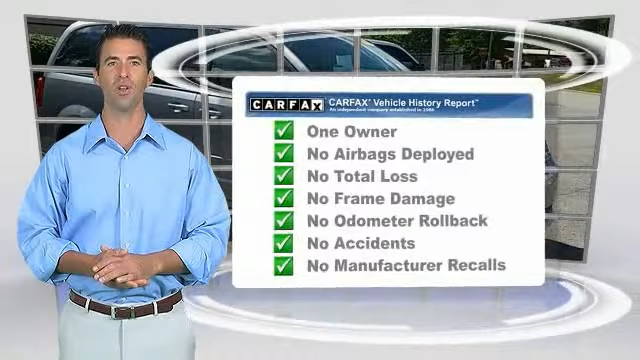 CARFAX CARFAX® Vehicle History Report™
An independent company established in 1986
One Owner
No Airbags Deployed
No Total Loss
No Frame Damage
No Odometer Rollback
No Accidents
No Manufacturer Recalls